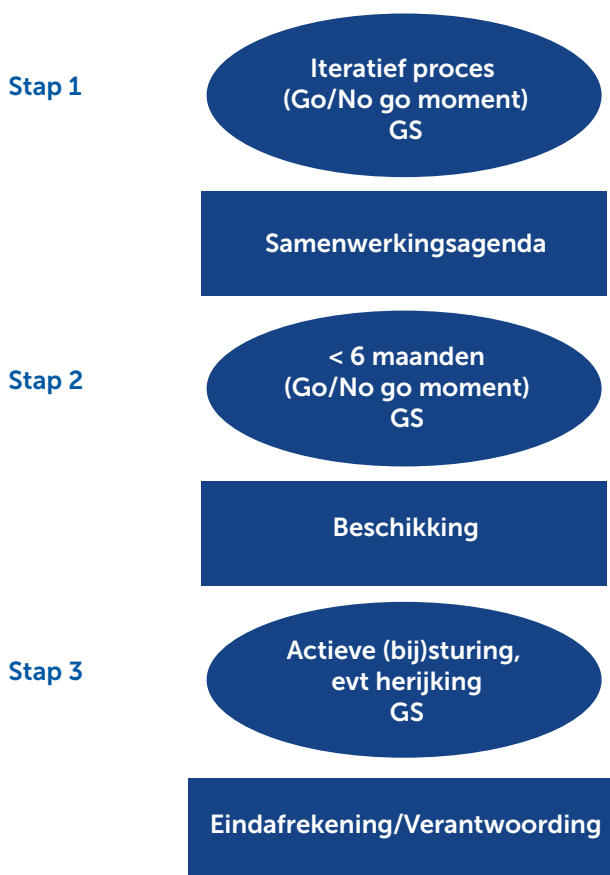 Stap 1
Iteratief proces
(Go/No go moment)
GS
Samenwerkingsagenda
Stap 2
< 6 maanden
(Go/No go moment)
GS
Beschikking
Stap 3
Actieve (bij)sturing,
evt herijking
GS
Eindafrekening/Verantwoording